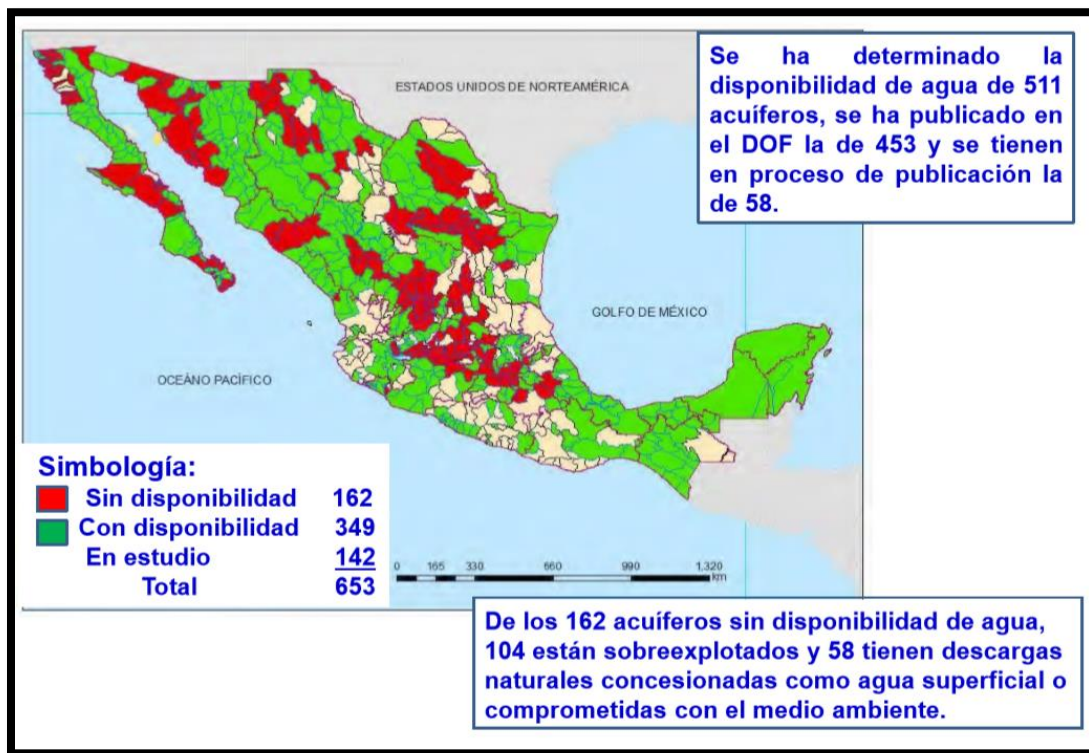 Se ha determinado la
disponibilidad de agua de 511
acuíferos, se ha publicado en
el DOF la de 453 y se tienen
en proceso de publicación la
de 58.
ESTADOS UNIDOS DE NORTEAMÉRICA
GOLFO DE MÉXICO
OCEÁNO PACÍFICO
Simbología:
Sin disponibilidad 162
Con disponibilidad 349
En estudio 142
Total 653
0 165 330 660 990 1,320
km
De los 162 acuíferos sin disponibilidad de agua,
104 están sobreexplotados y 58 tienen descargas
naturales concesionadas como agua superficial o
comprometidas con el medio ambiente.